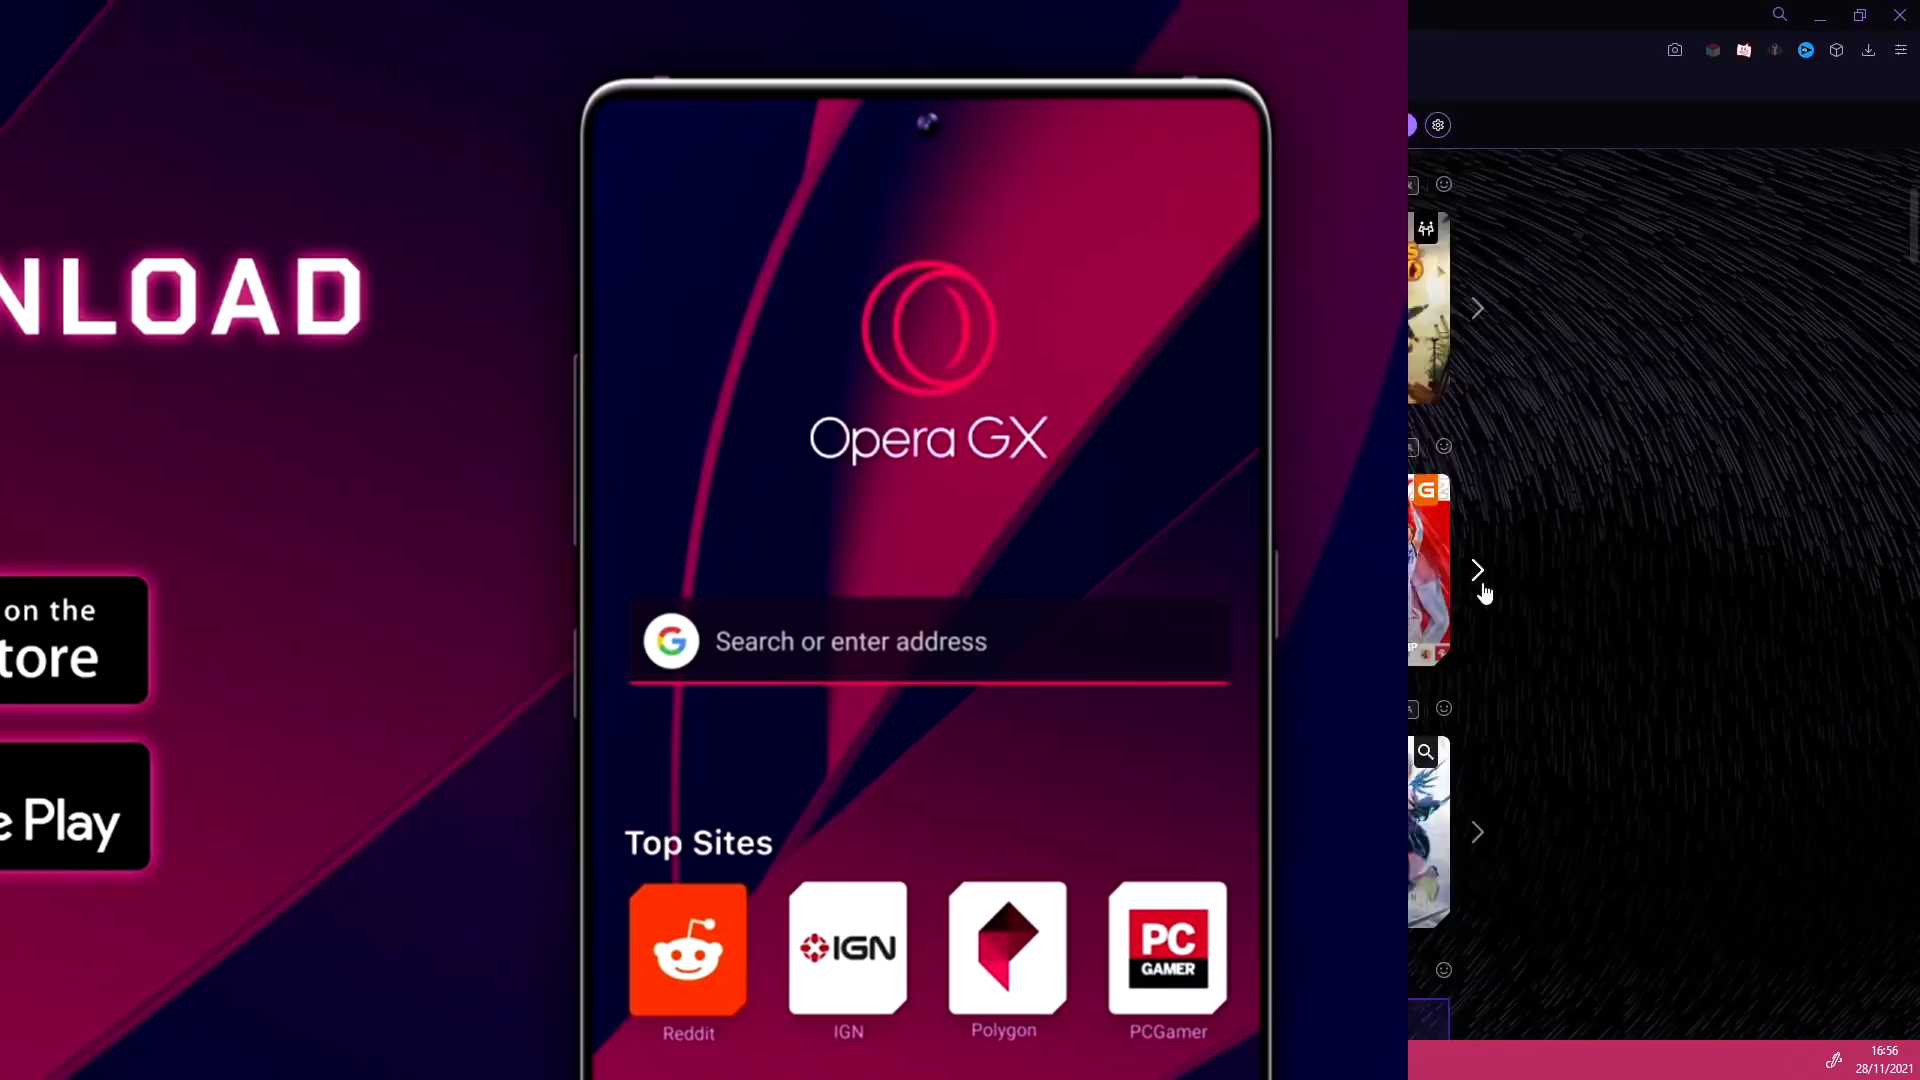 NLOAD
on the
tore
e Play
Opera GX
G Search or enter address
Top Sites
IGN
PC
GAMER
Reddit
IGN
Polygon
PCGamer
G
16:56
28/11/2021